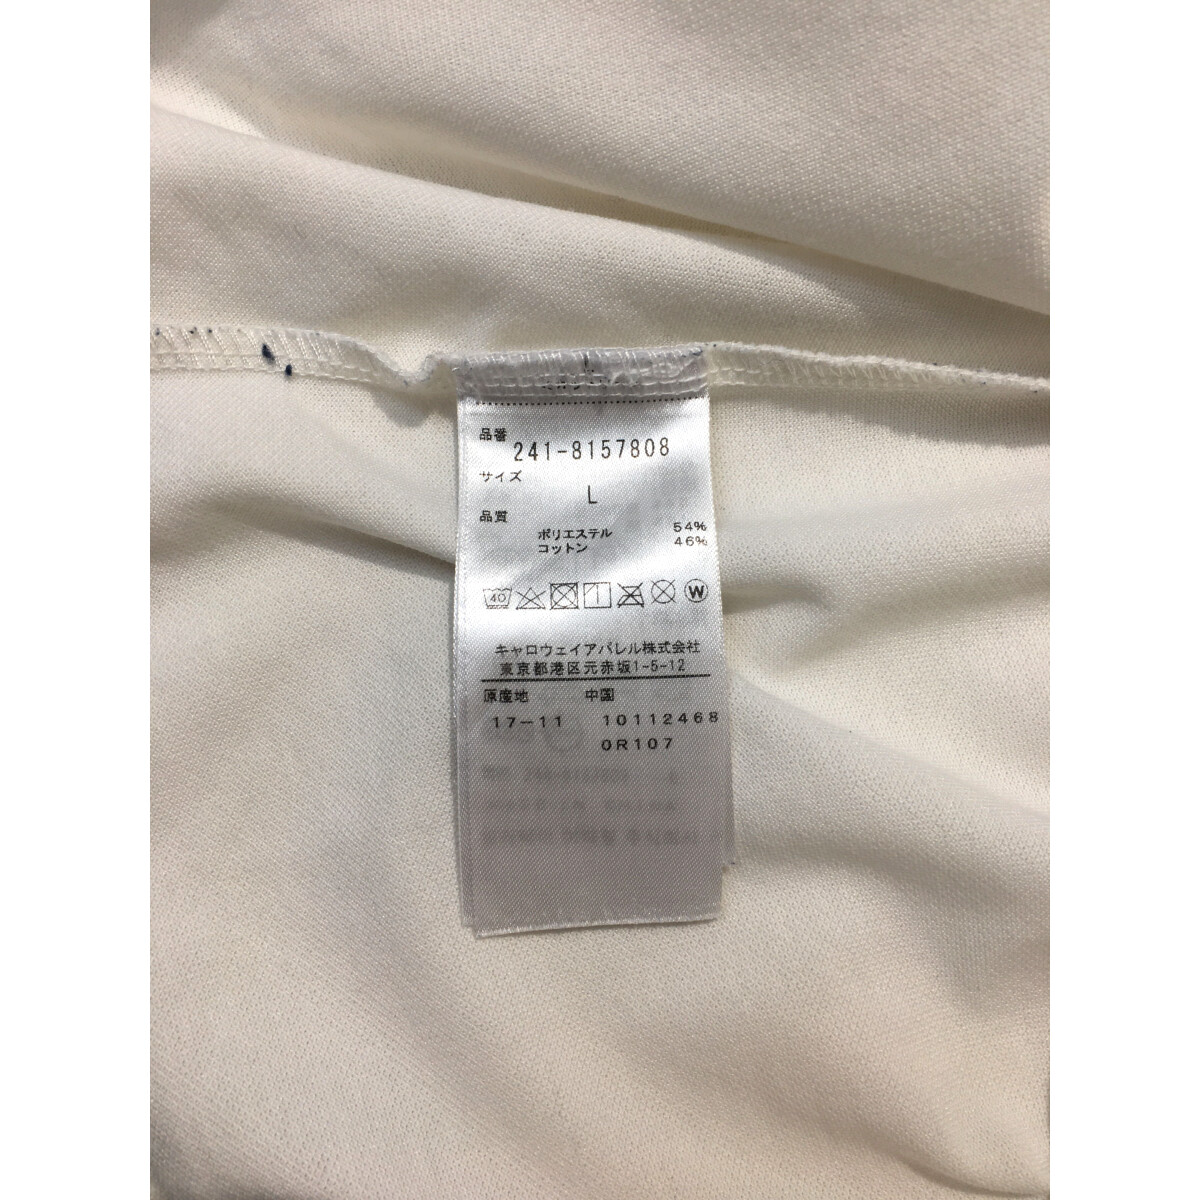 品番
241-8157808
サイズ
L
品質
ポリエステル 54%
コットン 46%
40 W
キャロウェイアパレル株式会社
東京都港区元赤坂1-5-12
原産地 中国
17-11 10112468
0R107